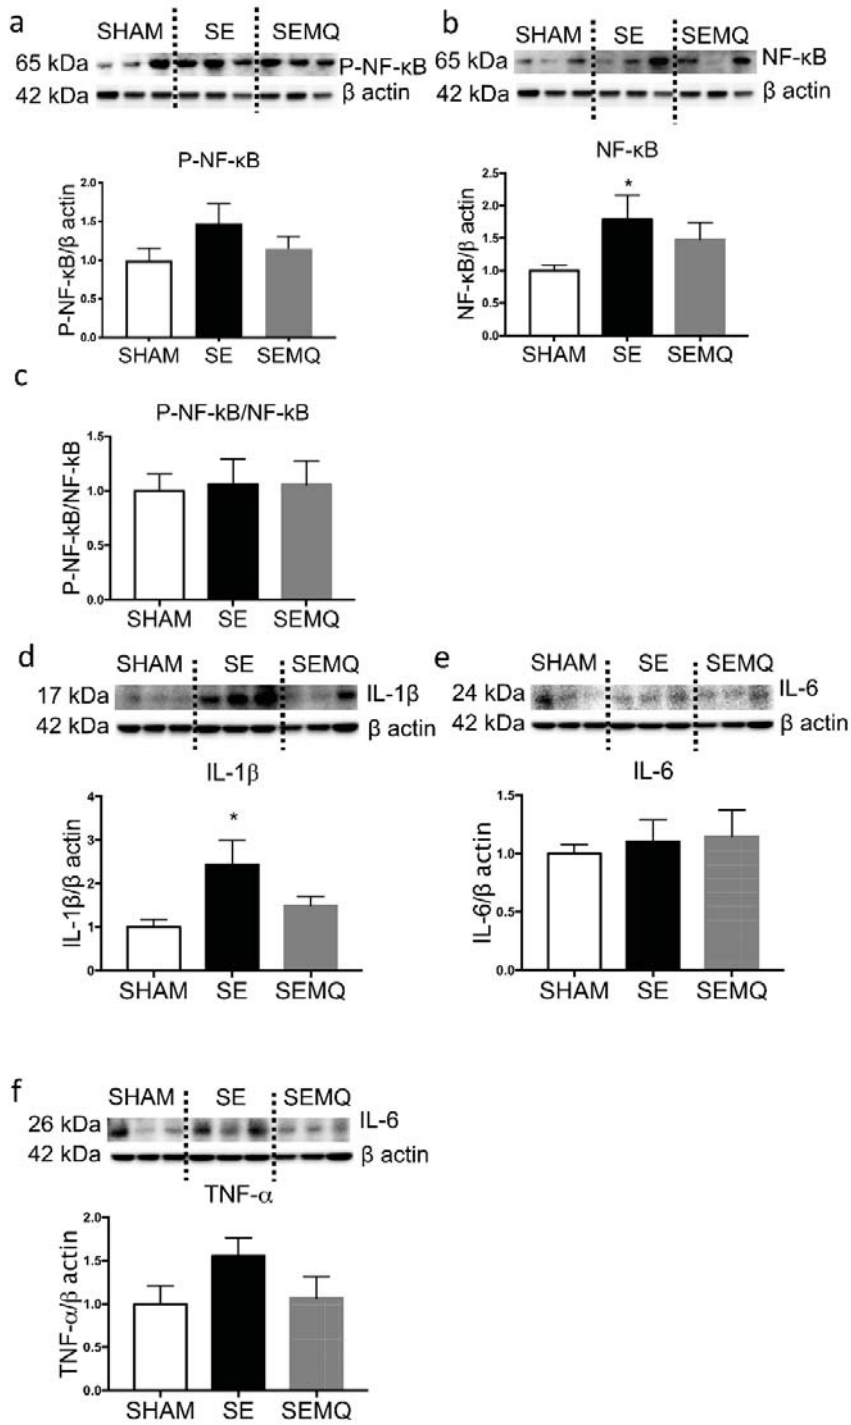 a
SHAM SE SEMQ
65 kDa P-NF-κB
42 kDa β actin
P-NF-κB
P-NF-κB/β actin
2.0
1.5
1.0
0.5
0.0
SHAM SE SEMQ
b
SHAM SE SEMQ
65 kDa NF-κB
42 kDa β actin
NF-κB
NF-κB/β actin
2.5
2.0
1.5
1.0
0.5
0.0
*
SHAM SE SEMQ
c
P-NF-kB/NF-kB
P-NF-kB/NF-kB
1.5
1.0
0.5
0.0
SHAM SE SEMQ
d
SHAM SE SEMQ
17 kDa IL-1β
42 kDa β actin
IL-1β
IL-1β/β actin
4
3
2
1
0
*
SHAM SE SEMQ
e
SHAM SE SEMQ
24 kDa IL-6
42 kDa β actin
IL-6
IL-6/β actin
1.5
1.0
0.5
0.0
SHAM SE SEMQ
f
SHAM SE SEMQ
26 kDa IL-6
42 kDa β actin
TNF-α
TNF-α/β actin
2.0
1.5
1.0
0.5
0.0
SHAM SE SEMQ